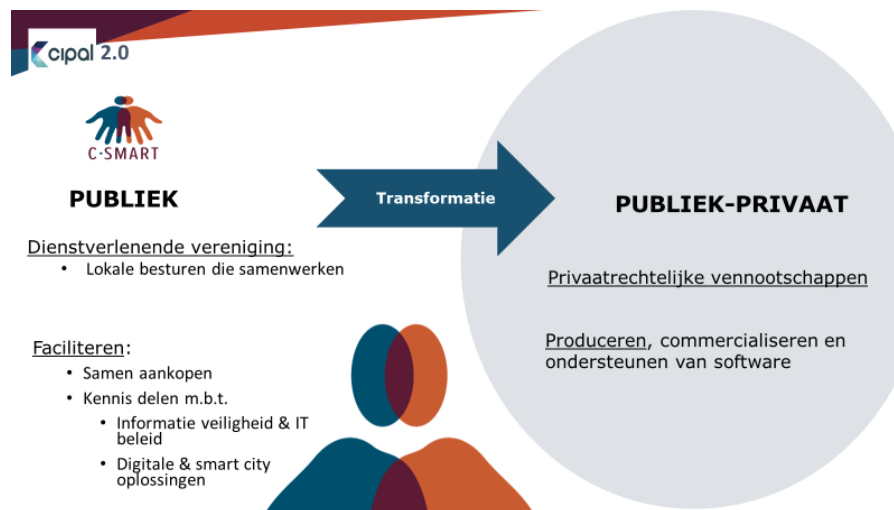 cipal 2.0
C·SMART
PUBLIEK
Dienstverlenende vereniging:
• Lokale besturen die samenwerken
Faciliteren:
• Samen aankopen
• Kennis delen m.b.t.
• Informatie veiligheid & IT
beleid
• Digitale & smart city
oplossingen
Transformatie
PUBLIEK-PRIVAAT
Privaatrechtelijke vennootschappen
Produceren, commercialiseren en
ondersteunen van software